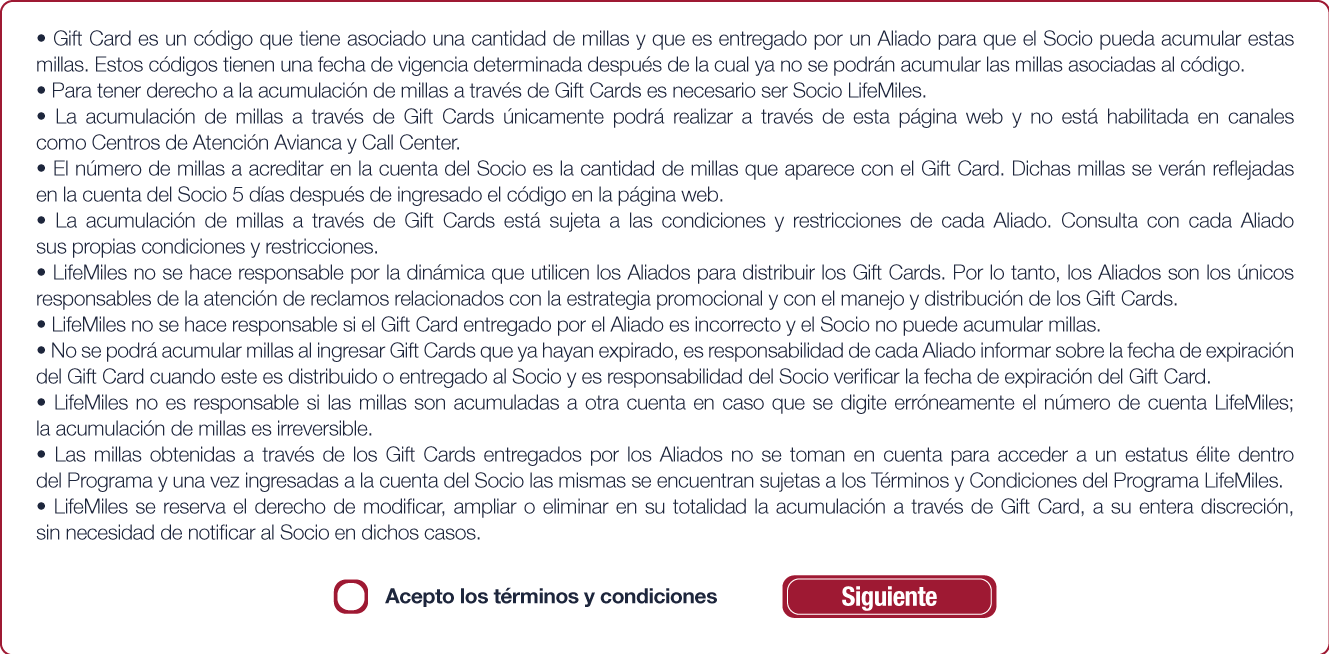 • Gift Card es un código que tiene asociado una cantidad de millas y que es entregado por un Aliado para que el Socio pueda acumular estas
millas. Estos códigos tienen una fecha de vigencia determinada después de la cual ya no se podrán acumular las millas asociadas al código.
• Para tener derecho a la acumulación de millas a través de Gift Cards es necesario ser Socio LifeMiles.
• La acumulación de millas a través de Gift Cards únicamente podrá realizar a través de esta página web y no está habilitada en canales
como Centros de Atención Avianca y Call Center.
• El número de millas a acreditar en la cuenta del Socio es la cantidad de millas que aparece con el Gift Card. Dichas millas se verán reflejadas
en la cuenta del Socio 5 días después de ingresado el código en la página web.
• La acumulación de millas a través de Gift Cards está sujeta a las condiciones y restricciones de cada Aliado. Consulta con cada Aliado
sus propias condiciones y restricciones.
• LifeMiles no se hace responsable por la dinámica que utilicen los Aliados para distribuir los Gift Cards. Por lo tanto, los Aliados son los únicos
responsables de la atención de reclamos relacionados con la estrategia promocional y con el manejo y distribución de los Gift Cards.
• LifeMiles no se hace responsable si el Gift Card entregado por el Aliado es incorrecto y el Socio no puede acumular millas.
• No se podrá acumular millas al ingresar Gift Cards que ya hayan expirado, es responsabilidad de cada Aliado informar sobre la fecha de expiración
del Gift Card cuando este es distribuido o entregado al Socio y es responsabilidad del Socio verificar la fecha de expiración del Gift Card.
• LifeMiles no es responsable si las millas son acumuladas a otra cuenta en caso que se digite erróneamente el número de cuenta LifeMiles;
la acumulación de millas es irreversible.
• Las millas obtenidas a través de los Gift Cards entregados por los Aliados no se toman en cuenta para acceder a un estatus élite dentro
del Programa y una vez ingresadas a la cuenta del Socio las mismas se encuentran sujetas a los Términos y Condiciones del Programa LifeMiles.
• LifeMiles se reserva el derecho de modificar, ampliar o eliminar en su totalidad la acumulación a través de Gift Card, a su entera discreción,
sin necesidad de notificar al Socio en dichos casos.
Acepto los términos y condiciones
Siguiente